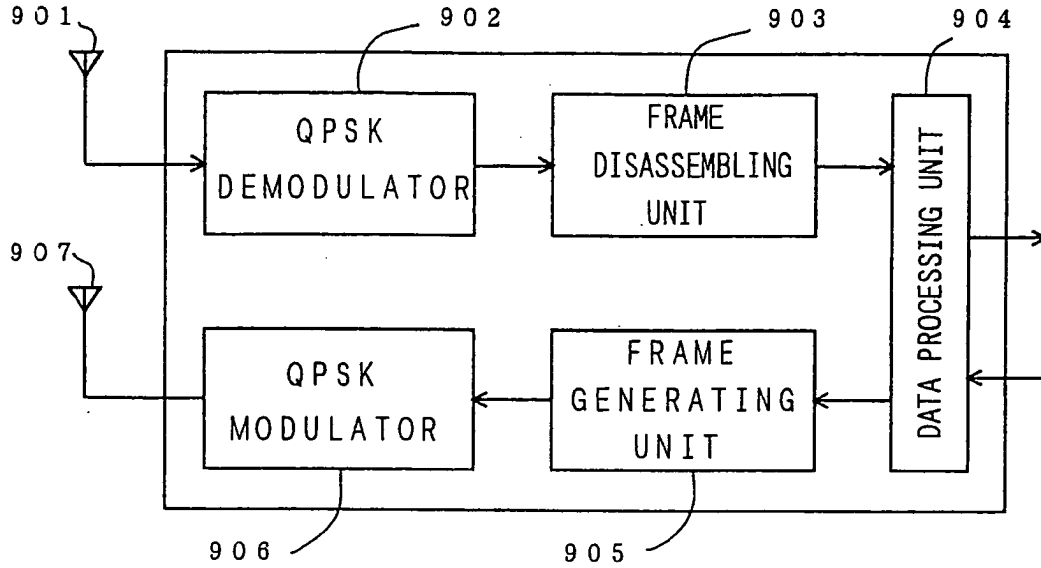 901
902
903
904
QPSK
DEMODULATOR
FRAME
DISASSEMBLING
UNIT
DATA PROCESSING UNIT
907
QPSK
MODULATOR
FRAME
GENERATING
UNIT
906
905